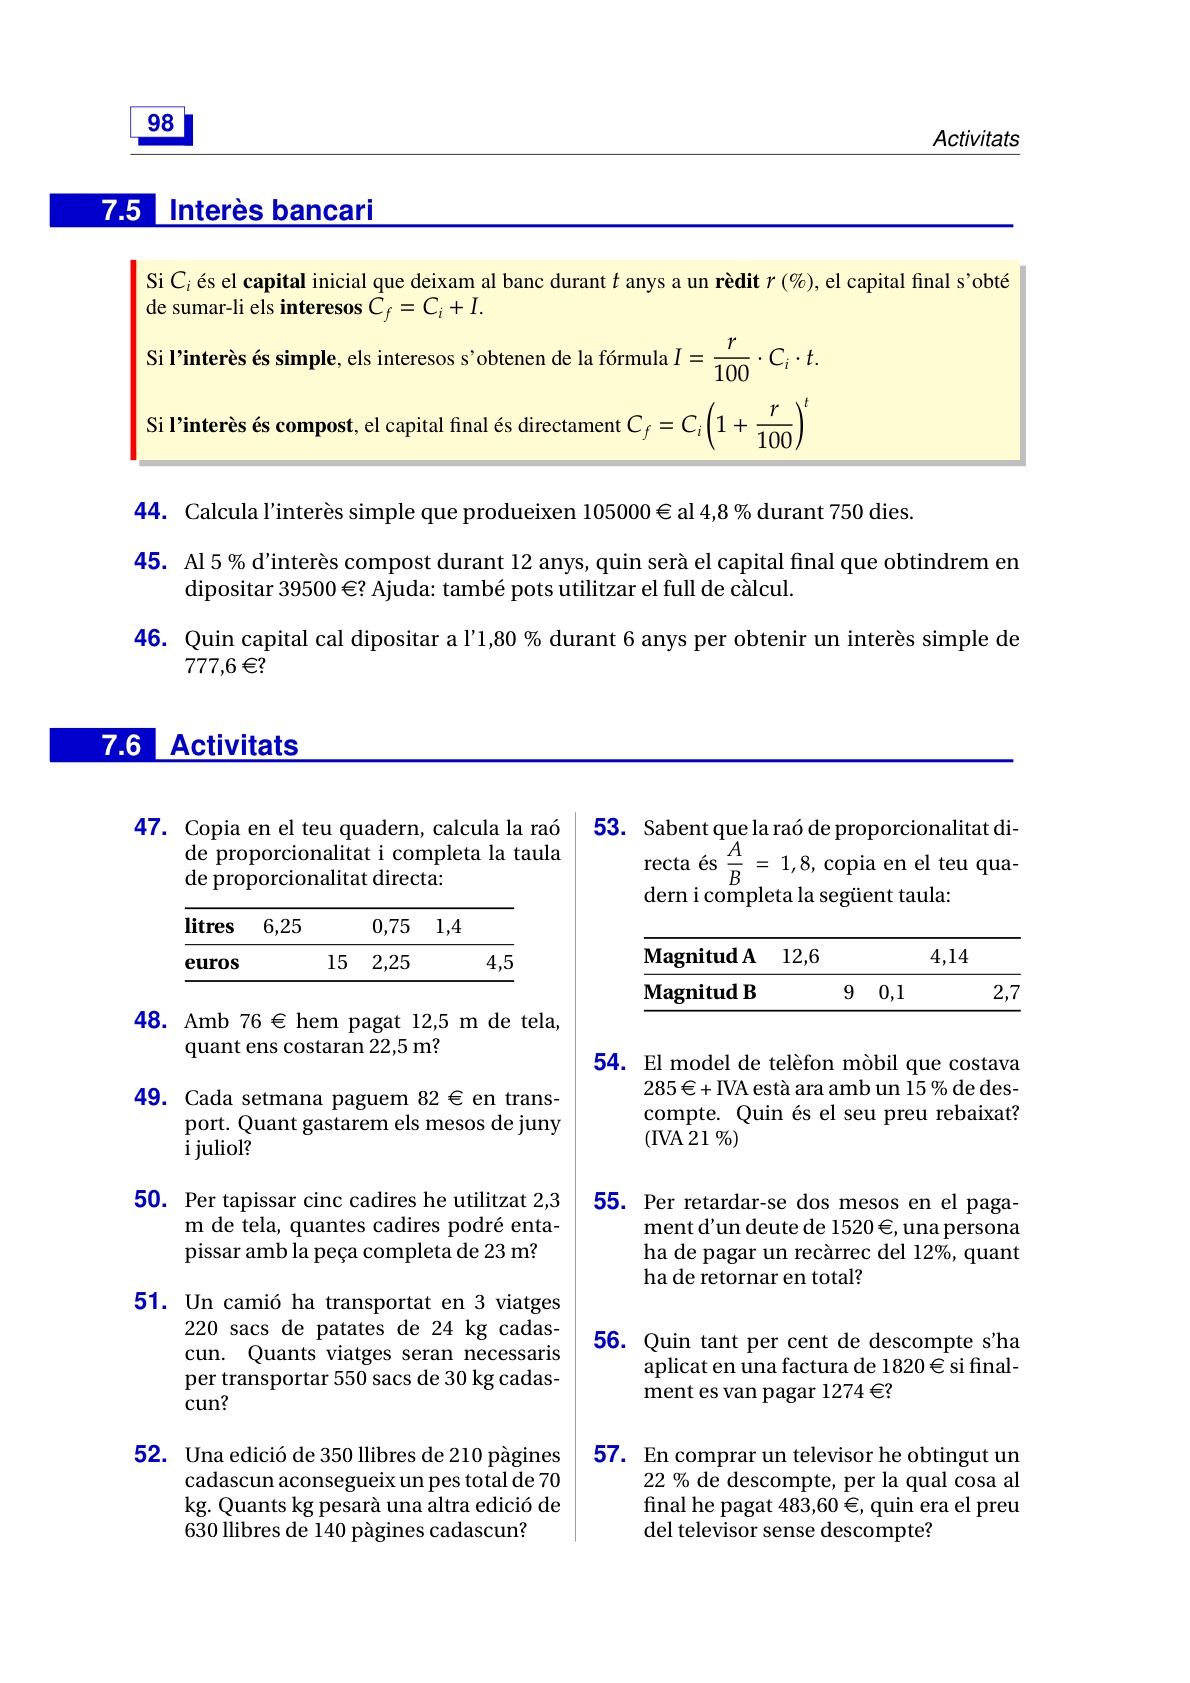 98
Activitats
7.5 Interès bancari
Si C_i és el capital inicial que deixam al banc durant t anys a un rèdit r (%), el capital final s’obté
de sumar-li els interesos C_f = C_i + I.
Si l’interès és simple, els interesos s’obtenen de la fórmula I = r/100 · C_i · t.
Si l’interès és compost, el capital final és directament C_f = C_i (1 + r/100)^t
44. Calcula l’interès simple que produeixen 105000 € al 4,8 % durant 750 dies.
45. Al 5 % d’interès compost durant 12 anys, quin serà el capital final que obtindrem en
dipositar 39500 €? Ajuda: també pots utilitzar el full de càlcul.
46. Quin capital cal dipositar a l’1,80 % durant 6 anys per obtenir un interès simple de
777,6 €?
7.6 Activitats
47. Copia en el teu quadern, calcula la raó
de proporcionalitat i completa la taula
de proporcionalitat directa:
litres 6,25 0,75 1,4
euros 15 2,25 4,5
48. Amb 76 € hem pagat 12,5 m de tela,
quant ens costaran 22,5 m?
49. Cada setmana paguem 82 € en trans-
port. Quant gastarem els mesos de juny
i juliol?
50. Per tapissar cinc cadires he utilitzat 2,3
m de tela, quantes cadires podré enta-
pissar amb la peça completa de 23 m?
51. Un camió ha transportat en 3 viatges
220 sacs de patates de 24 kg cadas-
cun. Quants viatges seran necessaris
per transportar 550 sacs de 30 kg cadas-
cun?
52. Una edició de 350 llibres de 210 pàgines
cadascun aconsegueix un pes total de 70
kg. Quants kg pesarà una altra edició de
630 llibres de 140 pàgines cadascun?
53. Sabent que la raó de proporcionalitat di-
recta és A/B = 1,8, copia en el teu qua-
dern i completa la següent taula:
Magnitud A 12,6 4,14
Magnitud B 9 0,1 2,7
54. El model de telèfon mòbil que costava
285 € + IVA està ara amb un 15 % de des-
compte. Quin és el seu preu rebaixat?
(IVA 21 %)
55. Per retardar-se dos mesos en el paga-
ment d’un deute de 1520 €, una persona
ha de pagar un recàrrec del 12%, quant
ha de retornar en total?
56. Quin tant per cent de descompte s’ha
aplicat en una factura de 1820 € si final-
ment es van pagar 1274 €?
57. En comprar un televisor he obtingut un
22 % de descompte, per la qual cosa al
final he pagat 483,60 €, quin era el preu
del televisor sense descompte?